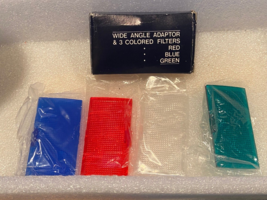 WIDE ANGLE ADAPTOR
& 3 COLORED FILTERS
• RED
• BLUE
• GREEN